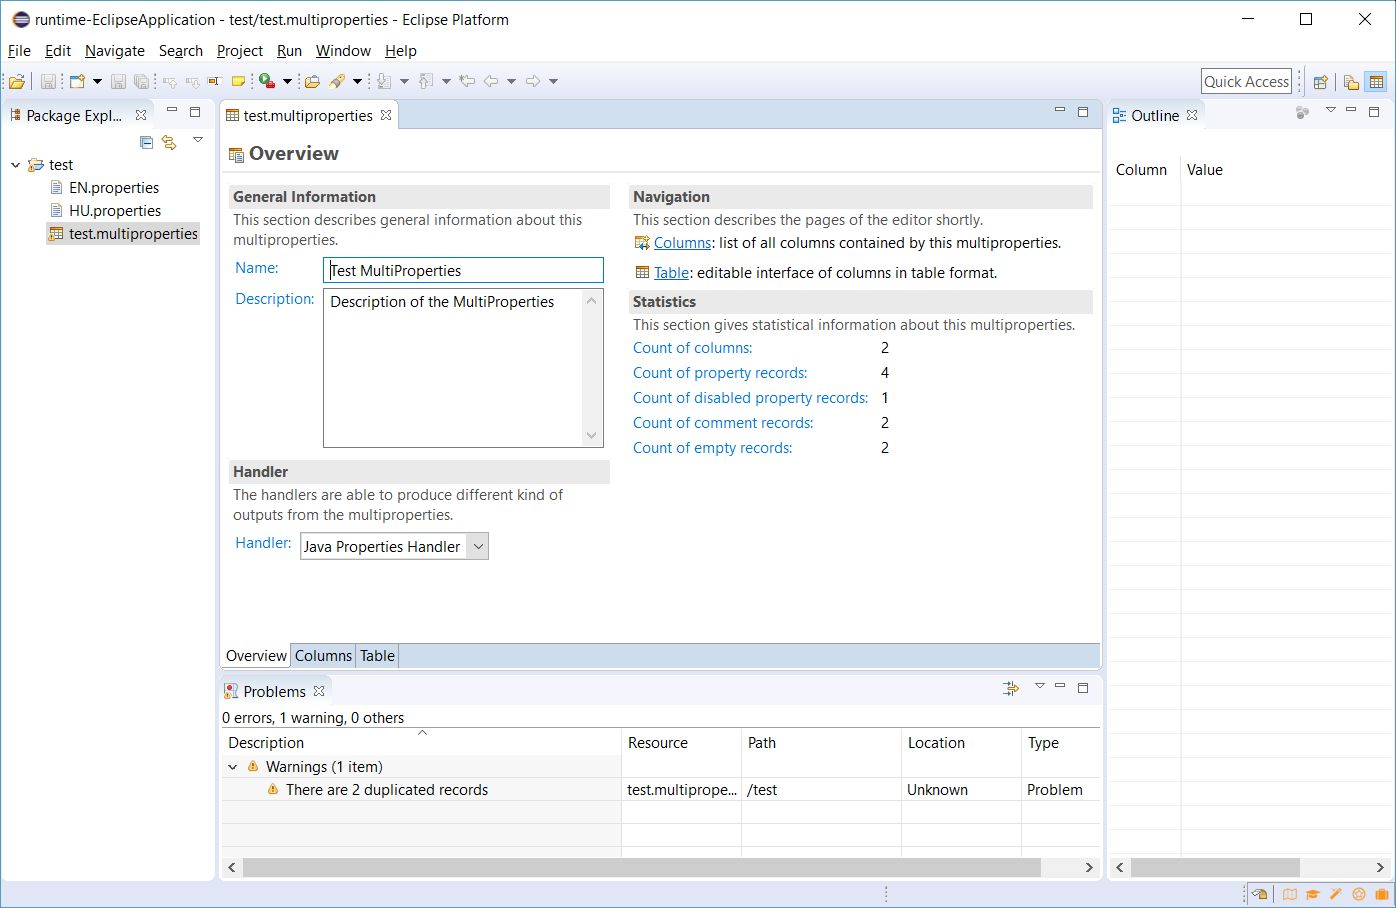 runtime-EclipseApplication - test/test.multiproperties - Eclipse Platform
File Edit Navigate Search Project Run Window Help
Quick Access
Package Expl...
test
EN.properties
HU.properties
test.multiproperties
test.multiproperties
Overview
General Information
This section describes general information about this
multiproperties.
Name: Test MultiProperties
Description: Description of the MultiProperties
Handler
The handlers are able to produce different kind of
outputs from the multiproperties.
Handler: Java Properties Handler
Navigation
This section describes the pages of the editor shortly.
Columns: list of all columns contained by this multiproperties.
Table: editable interface of columns in table format.
Statistics
This section gives statistical information about this multiproperties.
Count of columns: 2
Count of property records: 4
Count of disabled property records: 1
Count of comment records: 2
Count of empty records: 2
Overview Columns Table
Problems
0 errors, 1 warning, 0 others
Description Resource Path Location Type
Warnings (1 item)
There are 2 duplicated records test.multiprope... /test Unknown Problem
Outline
Column Value